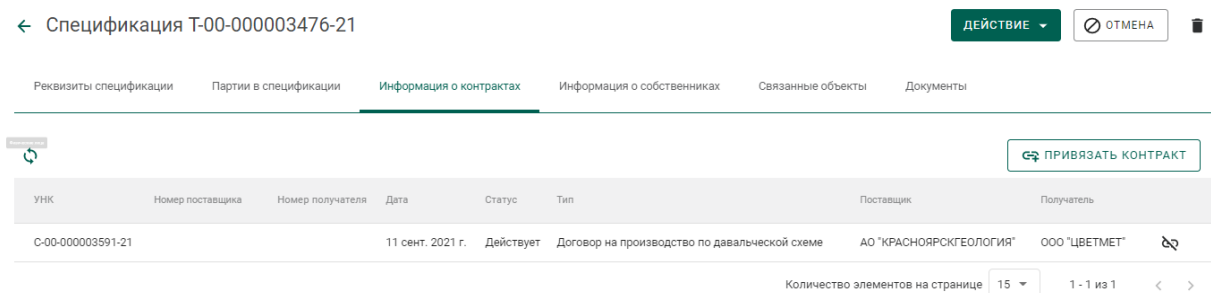 Спецификация Т-00-000003476-21
ДЕЙСТВИЕ
ОТМЕНА
Реквизиты спецификации Партии в спецификации Информация о контрактах Информация о собственниках Связанные объекты Документы
ПРИВЯЗАТЬ КОНТРАКТ
УНК Номер поставщика Номер получателя Дата Статус Тип Поставщик Получатель
С-00-000003591-21 11 сент. 2021 г. Действует Договор на производство по давальческой схеме АО "КРАСНОЯРСКГЕОЛОГИЯ" ООО "ЦВЕТМЕТ"
Количество элементов на странице 15 1 - 1 из 1